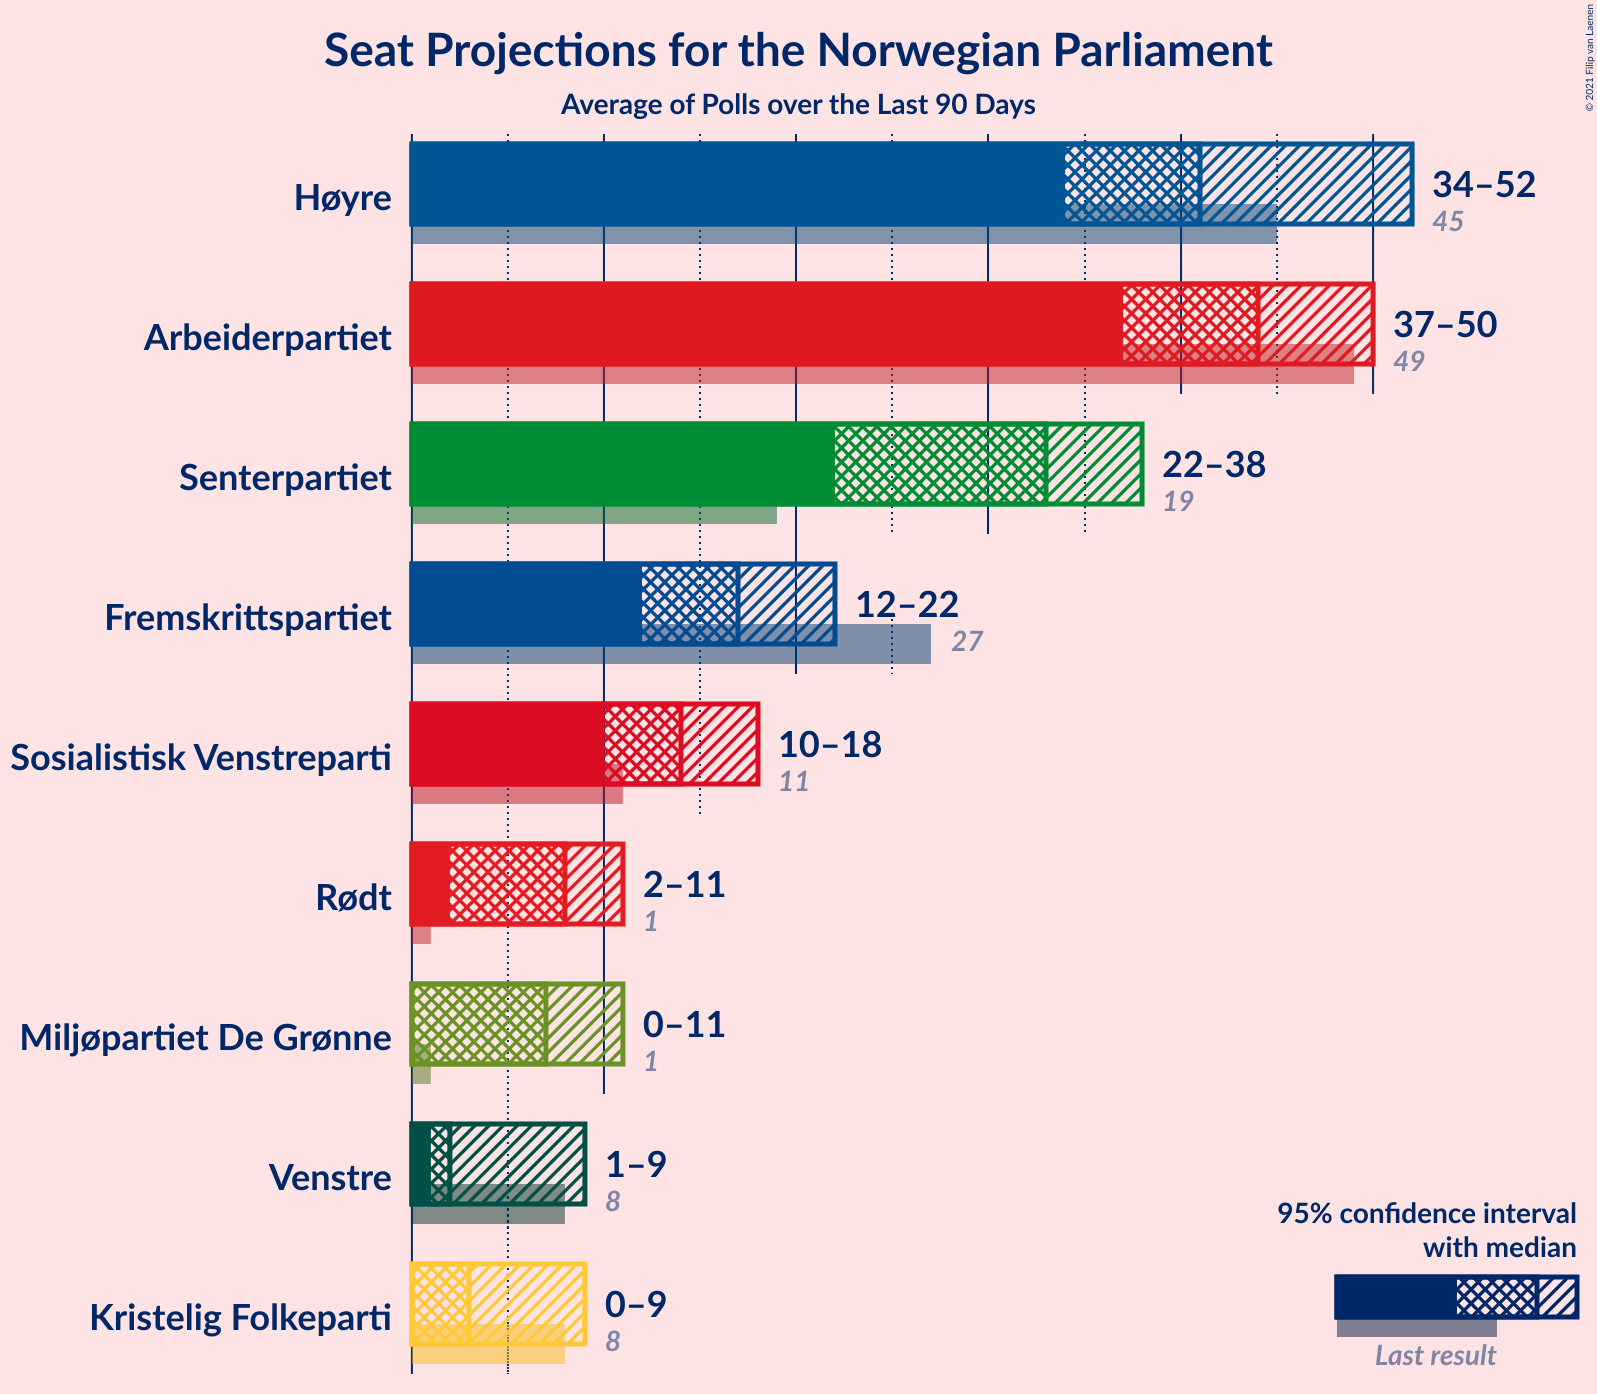 Seat Projections for the Norwegian Parliament
Average of Polls over the Last 90 Days
© 2021 Filip van Laenen
Høyre
34–52
45
Arbeiderpartiet
37–50
49
Senterpartiet
22–38
19
Fremskrittspartiet
12–22
27
Sosialistisk Venstreparti
10–18
11
Rødt
2–11
1
Miljøpartiet De Grønne
0–11
1
Venstre
1–9
8
Kristelig Folkeparti
0–9
8
95% confidence interval
with median
Last result